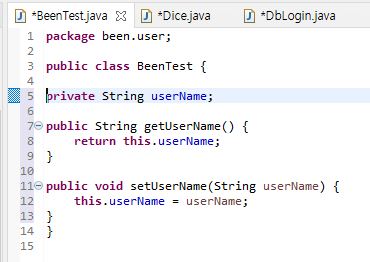 *BeenTest.java *Dice.java *DbLogin.java
1 package been.user;
2
3 public class BeenTest {
4
5 private String userName;
6
7 public String getUserName() {
8     return this.userName;
9 }
10
11 public void setUserName(String userName) {
12     this.userName = userName;
13 }
14 }
15